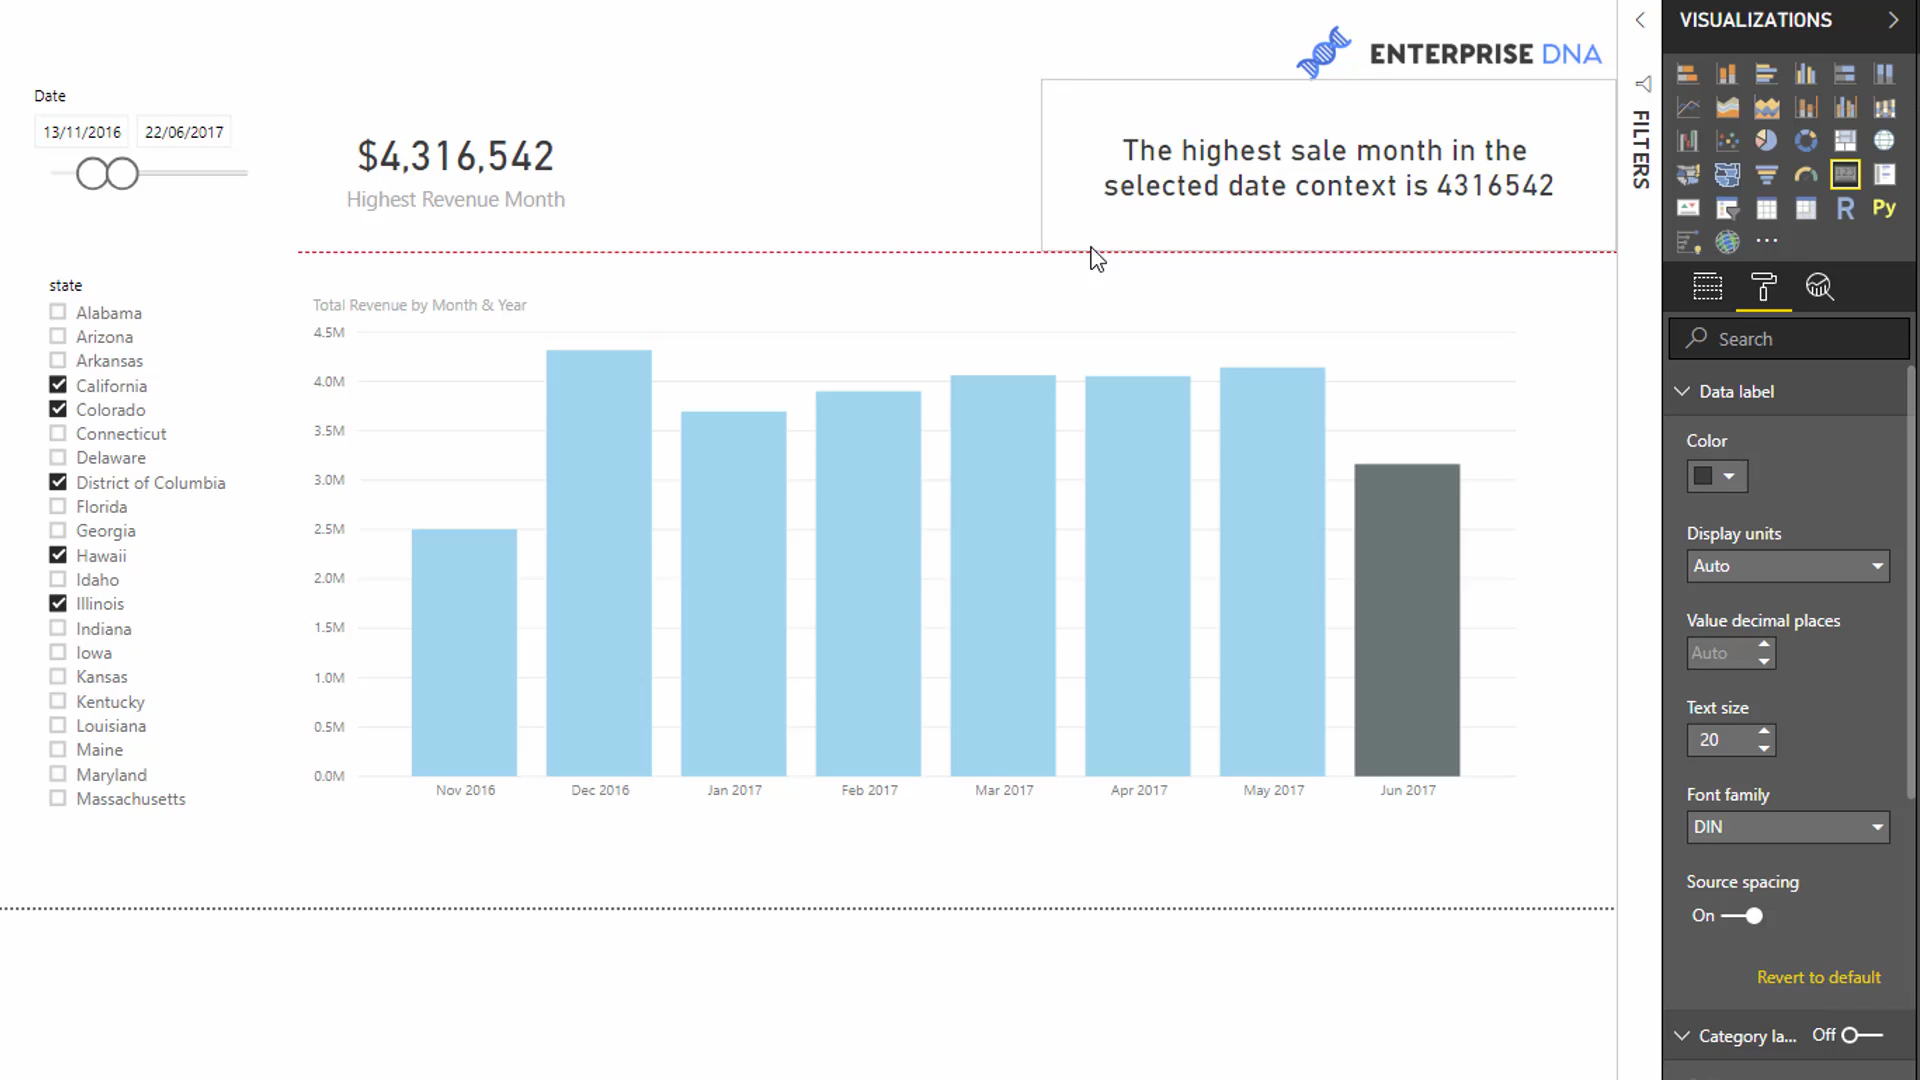 VISUALIZATIONS
ENTERPRISE DNA
Date
13/11/2016 22/06/2017
$4,316,542
Highest Revenue Month
The highest sale month in the
selected date context is 4316542
FILTERS
state
Alabama
Arizona
Arkansas
California
Colorado
Connecticut
Delaware
District of Columbia
Florida
Georgia
Hawaii
Idaho
Illinois
Indiana
Iowa
Kansas
Kentucky
Louisiana
Maine
Maryland
Massachusetts
Total Revenue by Month & Year
4.5M
4.0M
3.5M
3.0M
2.5M
2.0M
1.5M
1.0M
0.5M
0.0M
Nov 2016 Dec 2016 Jan 2017 Feb 2017 Mar 2017 Apr 2017 May 2017 Jun 2017
R Py
Search
Data label
Color
Display units
Auto
Value decimal places
Auto
Text size
20
Font family
DIN
Source spacing
On
Revert to default
Category la... Off